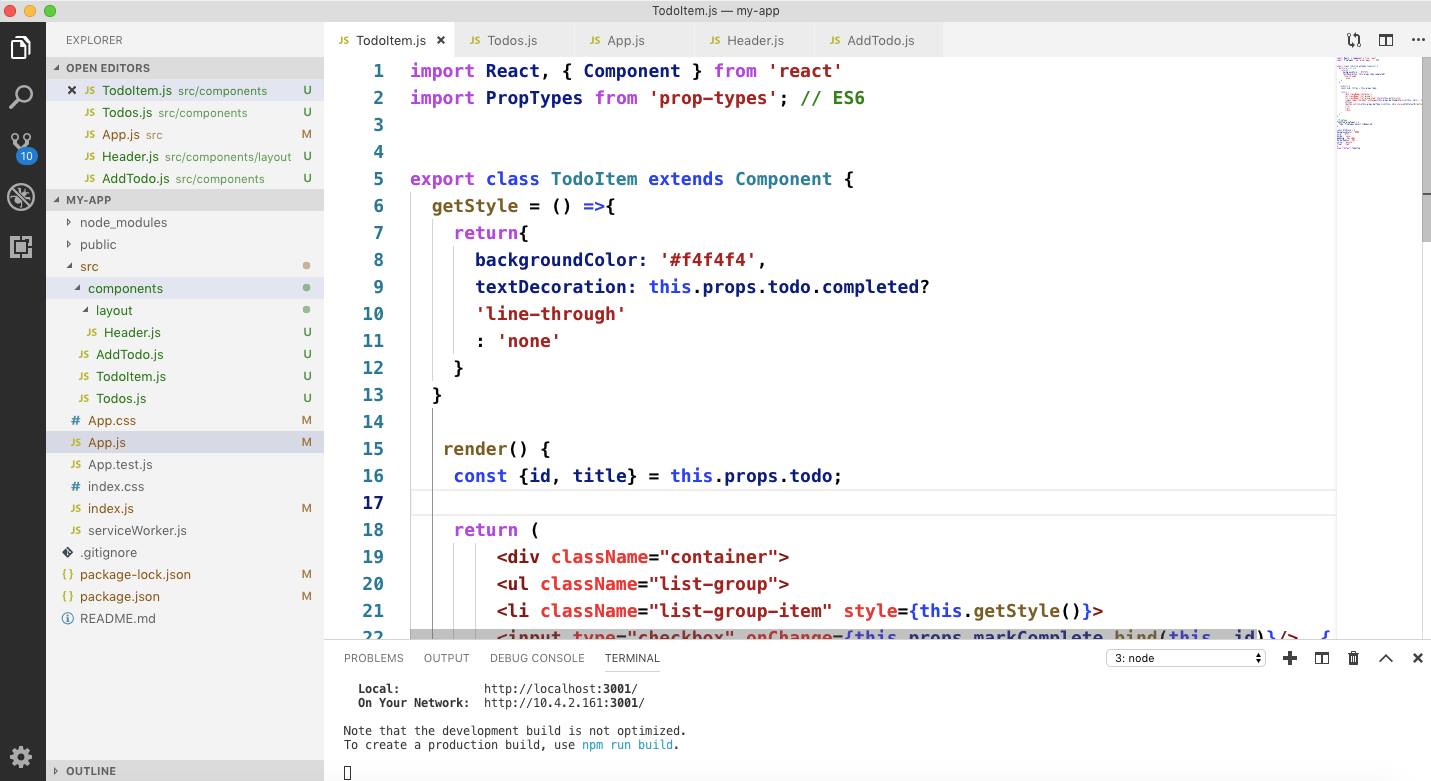 TodoItem.js — my-app
EXPLORER
OPEN EDITORS
TodoItem.js src/components U
Todos.js src/components U
App.js src M
Header.js src/components/layout U
AddTodo.js src/components U
MY-APP
node_modules
public
src
components
layout
JS Header.js U
JS AddTodo.js U
JS TodoItem.js U
JS Todos.js U
# App.css M
JS App.js M
JS App.test.js
# index.css
JS index.js M
JS serviceWorker.js
.gitignore
{} package-lock.json M
{} package.json M
README.md
OUTLINE
10
JS TodoItem.js JS Todos.js JS App.js JS Header.js JS AddTodo.js
1 import React, { Component } from 'react'
2 import PropTypes from 'prop-types'; // ES6
3
4
5 export class TodoItem extends Component {
6 getStyle = () =>{
7 return{
8 backgroundColor: '#f4f4f4',
9 textDecoration: this.props.todo.completed?
10 'line-through'
11 : 'none'
12 }
13 }
14
15 render() {
16 const {id, title} = this.props.todo;
17
18 return (
19 <div className="container">
20 <ul className="list-group">
21 <li className="list-group-item" style={this.getStyle()}>
22 <input type="checkbox" onChange={this.props.markComplete.bind(this, id)}/> {
PROBLEMS OUTPUT DEBUG CONSOLE TERMINAL 3: node
Local: http://localhost:3001/
On Your Network: http://10.4.2.161:3001/
Note that the development build is not optimized.
To create a production build, use npm run build.